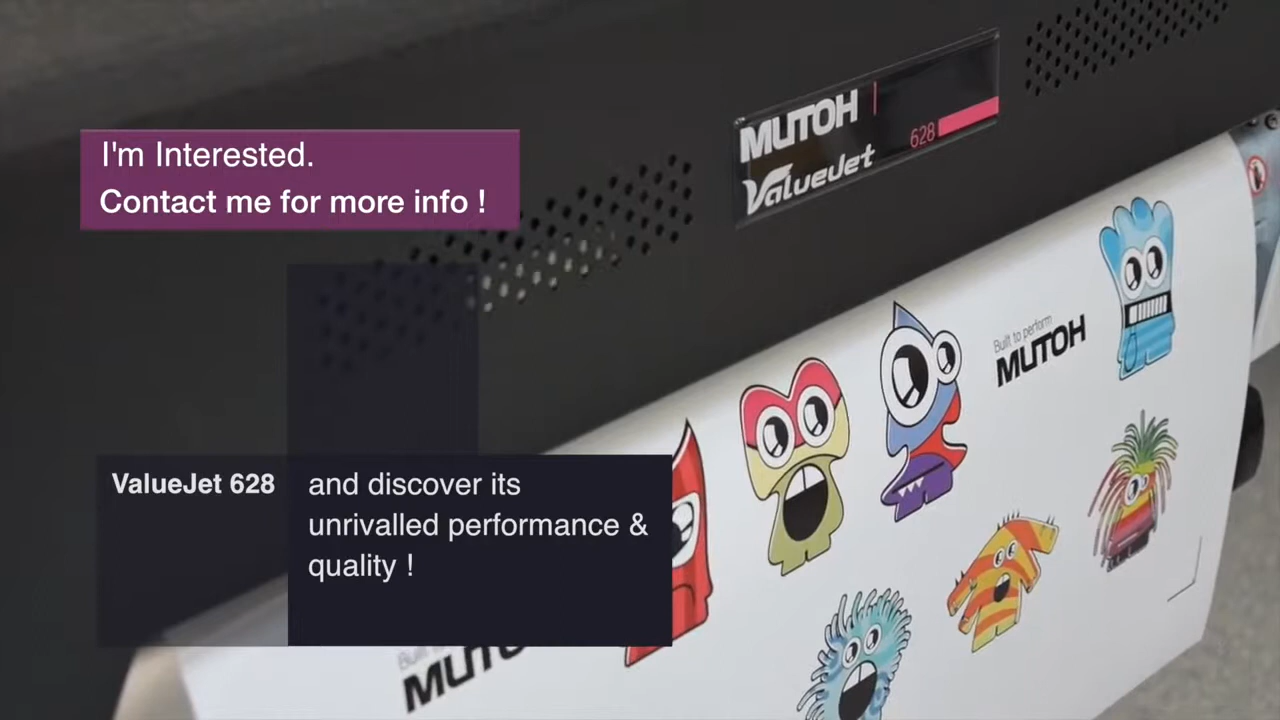 I'm Interested.
Contact me for more info !
MUTOH
ValueJet
628
Built to perform
MUTOH
ValueJet 628
and discover its
unrivalled performance &
quality !
MUTOH